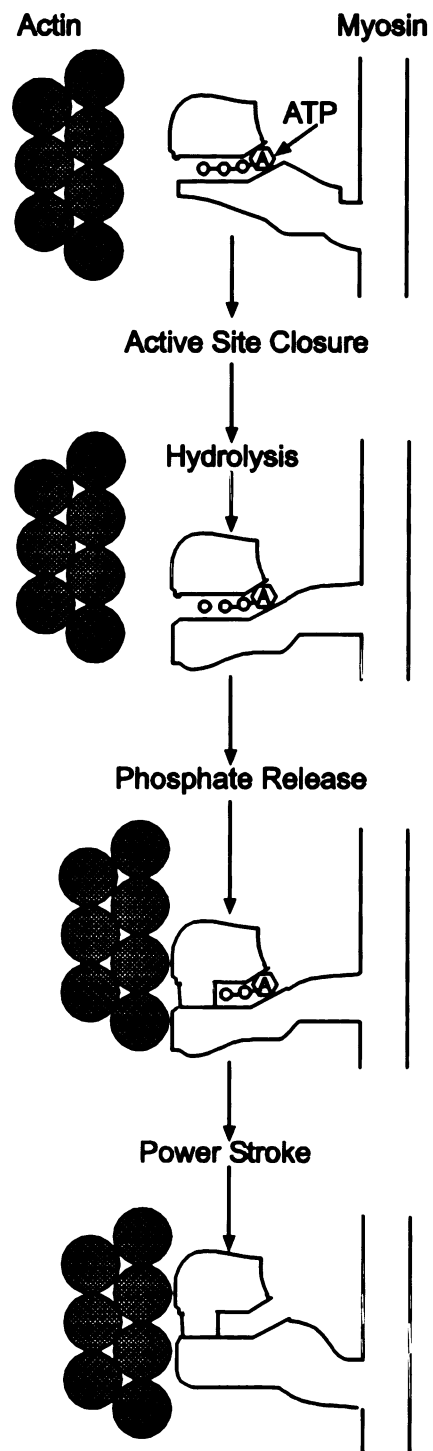 Actin Myosin
ATP
A
Active Site Closure
Hydrolysis
A
Phosphate Release
A
Power Stroke